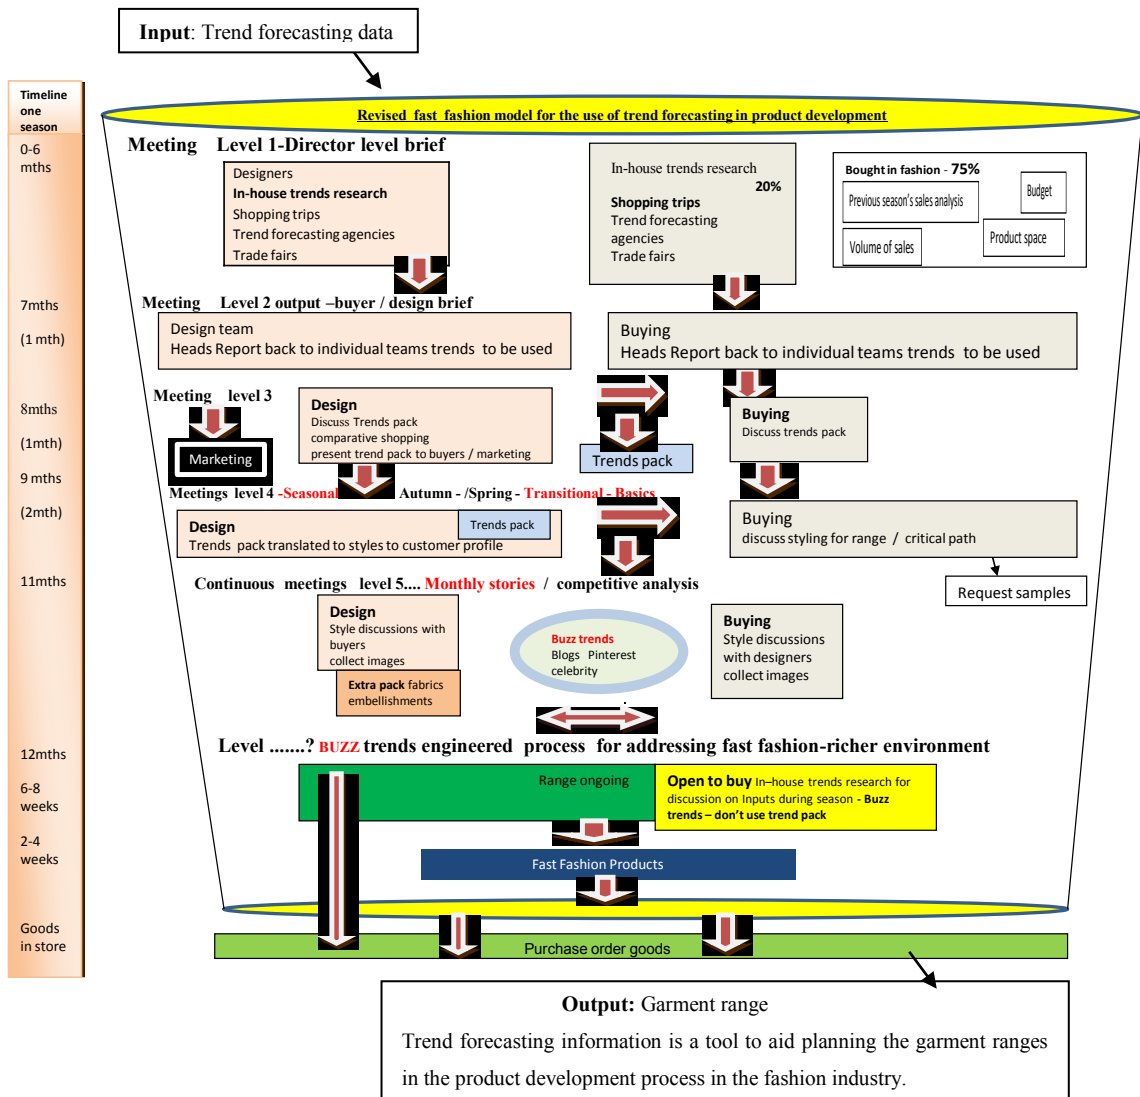 Input: Trend forecasting data
Timeline
one
season
Revised fast fashion model for the use of trend forecasting in product development
0-6
mths
Meeting Level 1-Director level brief
Designers
In-house trends research
Shopping trips
Trend forecasting agencies
Trade fairs
In-house trends research
20%
Shopping trips
Trend forecasting
agencies
Trade fairs
Bought in fashion - 75%
Previous season's sales analysis
Budget
Volume of sales
Product space
7mths
Meeting Level 2 output –buyer / design brief
(1 mth)
Design team
Heads Report back to individual teams trends to be used
Buying
Heads Report back to individual teams trends to be used
Meeting level 3
8mths
(1mth)
Marketing
Design
Discuss Trends pack
comparative shopping
present trend pack to buyers / marketing
Trends pack
Buying
Discuss trends pack
9 mths
Meetings level 4 -Seasonal Autumn - /Spring - Transitional - Basics
(2mth)
Design
Trends pack
Trends pack translated to styles to customer profile
Buying
discuss styling for range / critical path
Request samples
11mths
Continuous meetings level 5.... Monthly stories / competitive analysis
Design
Style discussions with
buyers
collect images
Extra pack fabrics
embellishments
Buzz trends
Blogs Pinterest
celebrity
Buying
Style discussions
with designers
collect images
12mths
Level .......? BUZZ trends engineered process for addressing fast fashion-richer environment
6-8
weeks
Range ongoing
Open to buy In–house trends research for
discussion on Inputs during season - Buzz
trends – don't use trend pack
2-4
weeks
Fast Fashion Products
Goods
in store
Purchase order goods
Output: Garment range
Trend forecasting information is a tool to aid planning the garment ranges
in the product development process in the fashion industry.